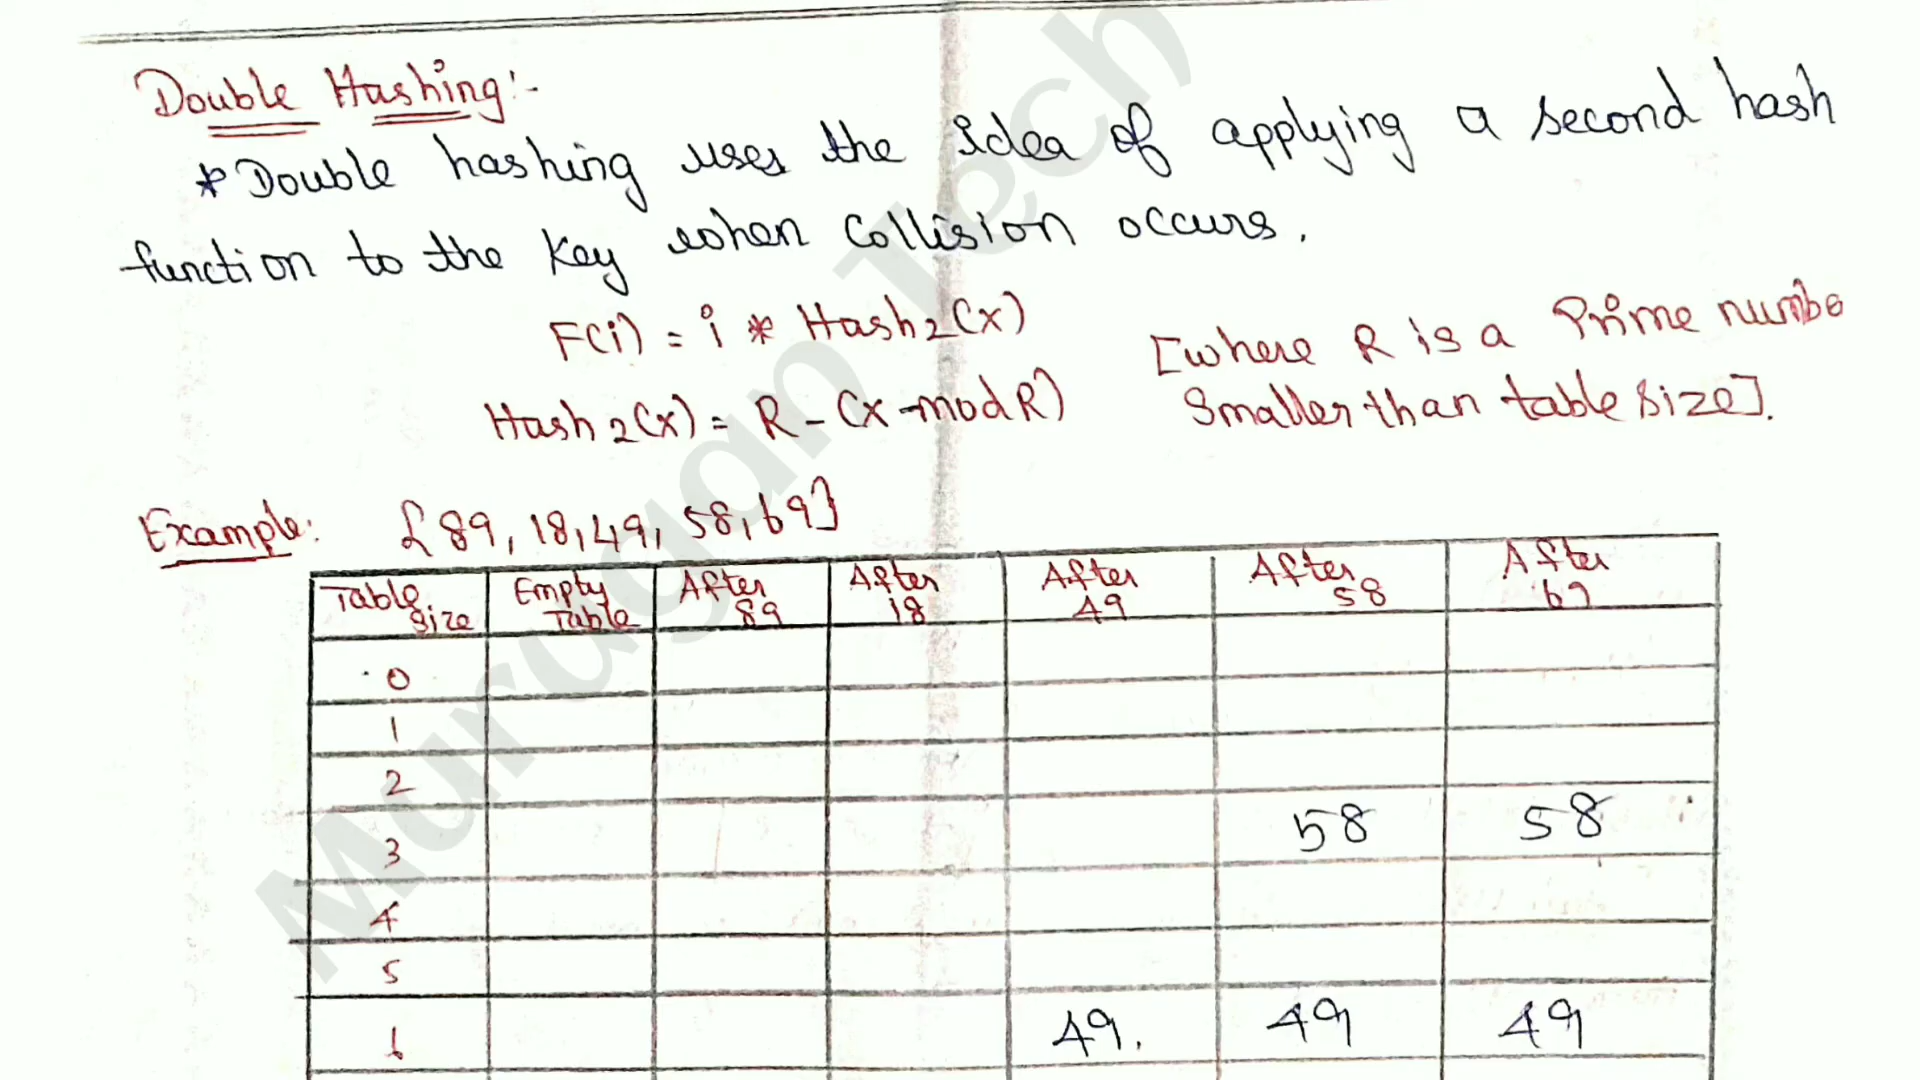 Double Hashing:-
* Double hashing uses the idea of applying a second hash
function to the key when collision occurs.
F(i) = i * Hash2(x)
[where R is a Prime numbe
Hash2(x) = R - (x mod R)
Smaller than table size].
Example: {89, 18, 49, 58, 69}
Table Size Empty Table After 89 After 18 After 49 After 58 After 69
0
1
2
3 58 58
4
5
6 49. 49 49
Murugan Tech